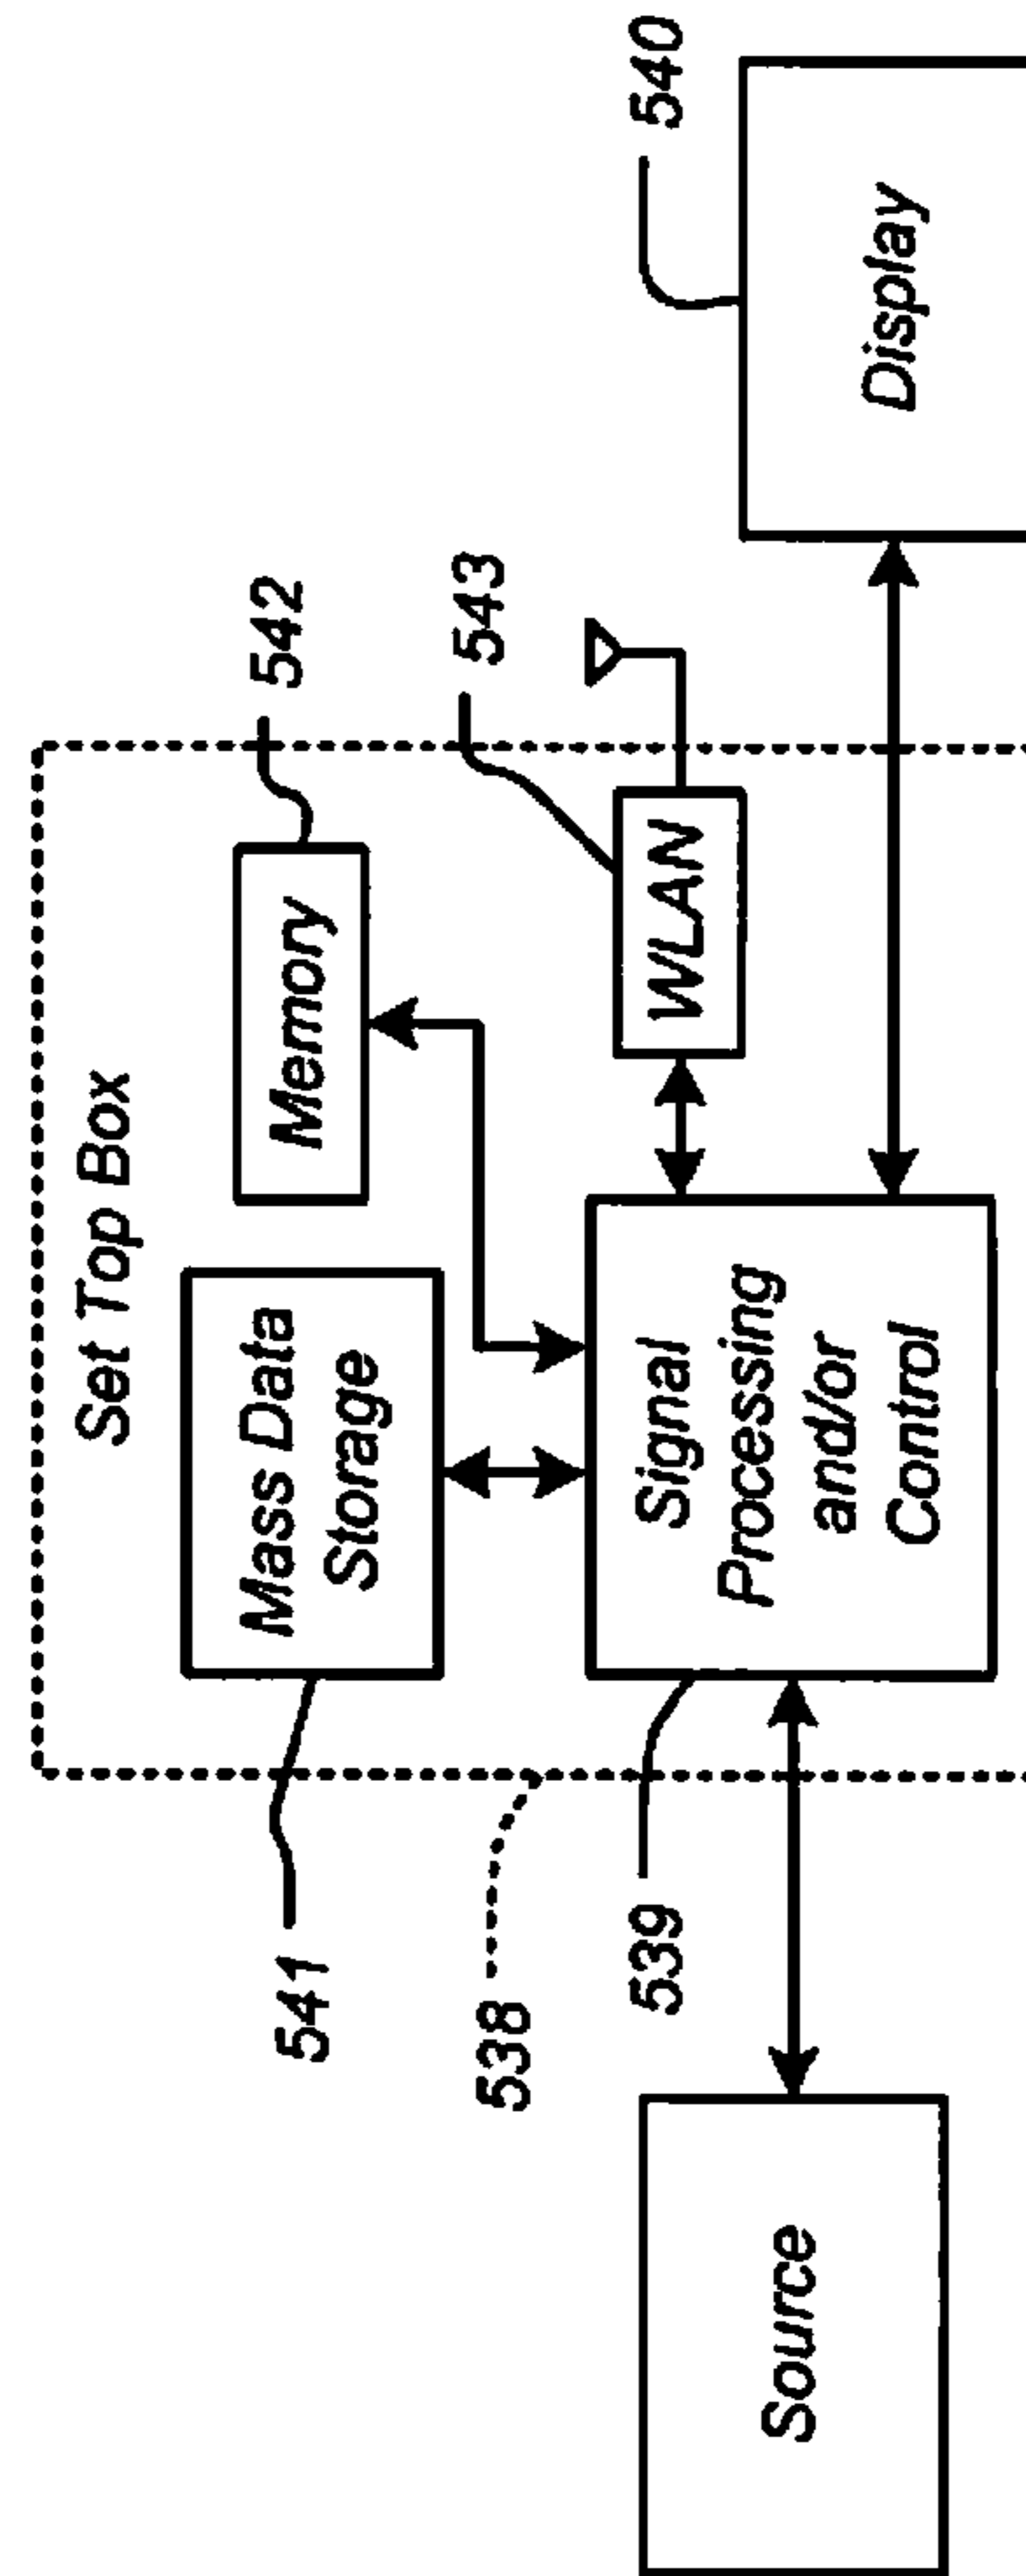 Set Top Box
541
Mass Data
Storage
Memory
542
538
543
WLAN
539
Signal
Processing
and/or
Control
540
Source
Display